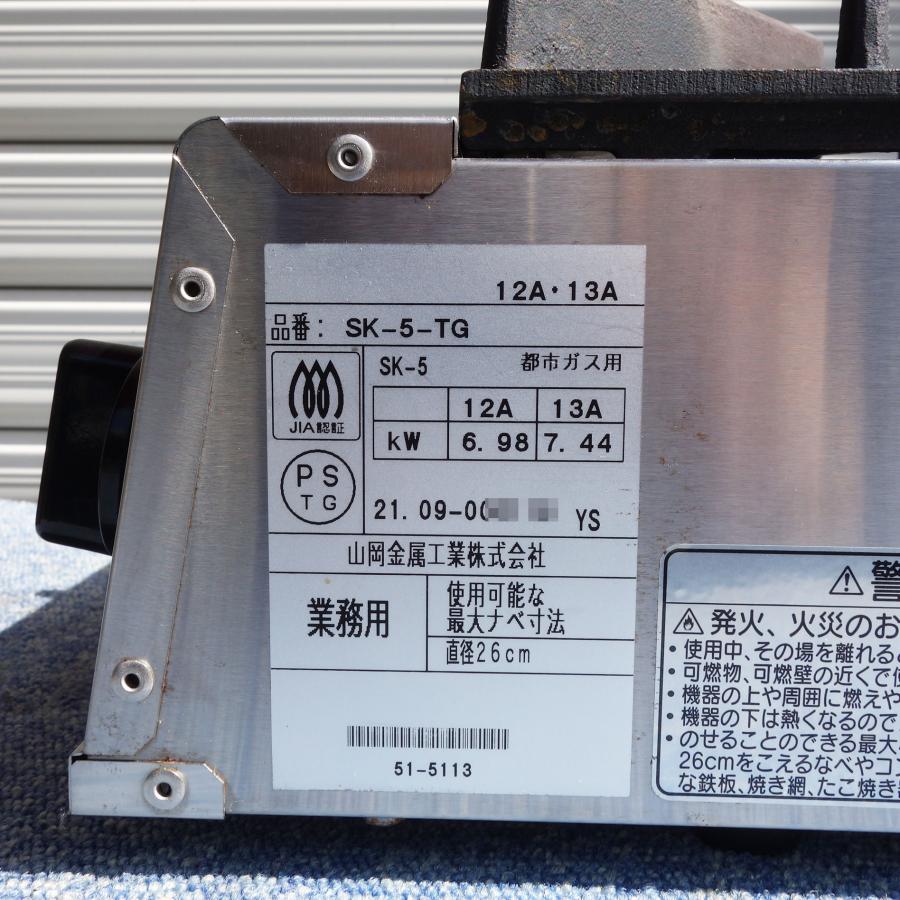 12A・13A
品番: SK-5-TG
JIA認証
PS
TG
SK-5 都市ガス用
12A 13A
kW 6.98 7.44
21. 09-00 YS
山岡金属工業株式会社
業務用
使用可能な
最大ナベ寸法
直径26cm
51-5113
警
発火、火災のお
・使用中、その場を離れる
・可燃物、可燃壁の近くで
・機器の上や周囲に燃えや
・機器の下は熱くなるので
・のせることのできる最大
26cmをこえるなべやコン
な鉄板、焼き網、たこ焼き